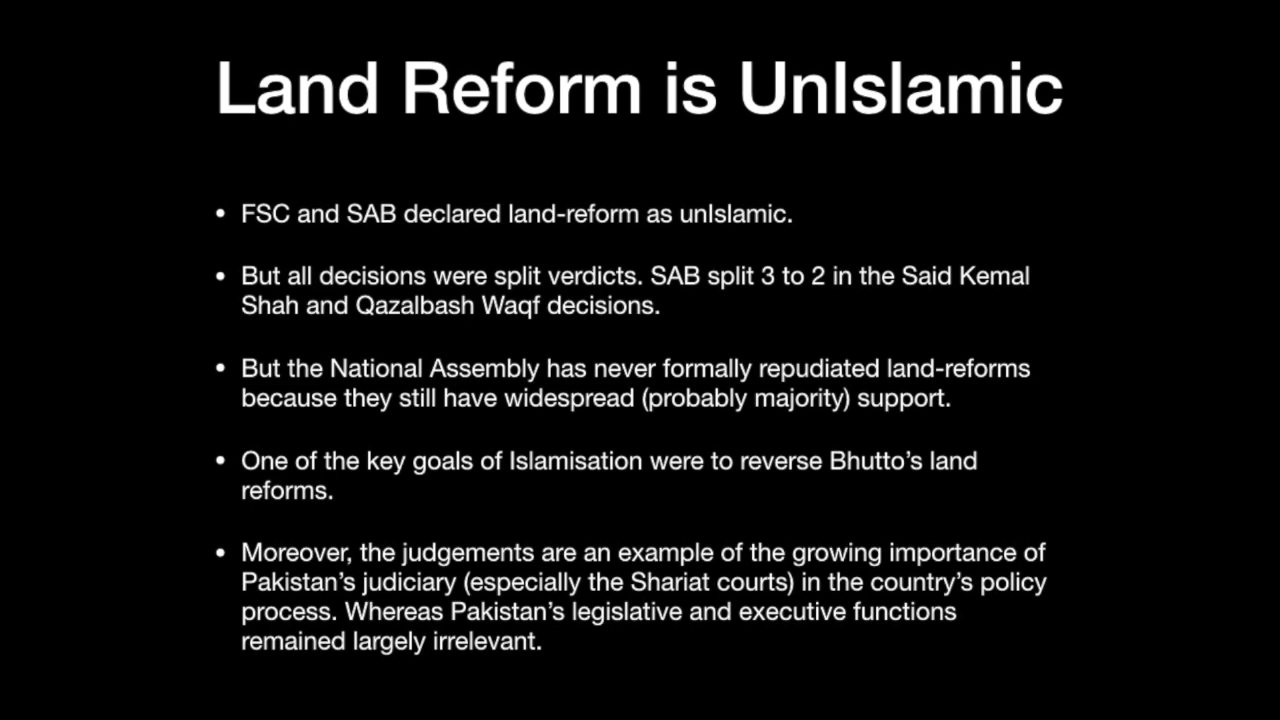 Land Reform is UnIslamic
• FSC and SAB declared land-reform as unIslamic.
• But all decisions were split verdicts. SAB split 3 to 2 in the Said Kemal
Shah and Qazalbash Waqf decisions.
• But the National Assembly has never formally repudiated land-reforms
because they still have widespread (probably majority) support.
• One of the key goals of Islamisation were to reverse Bhutto’s land
reforms.
• Moreover, the judgements are an example of the growing importance of
Pakistan’s judiciary (especially the Shariat courts) in the country’s policy
process. Whereas Pakistan’s legislative and executive functions
remained largely irrelevant.